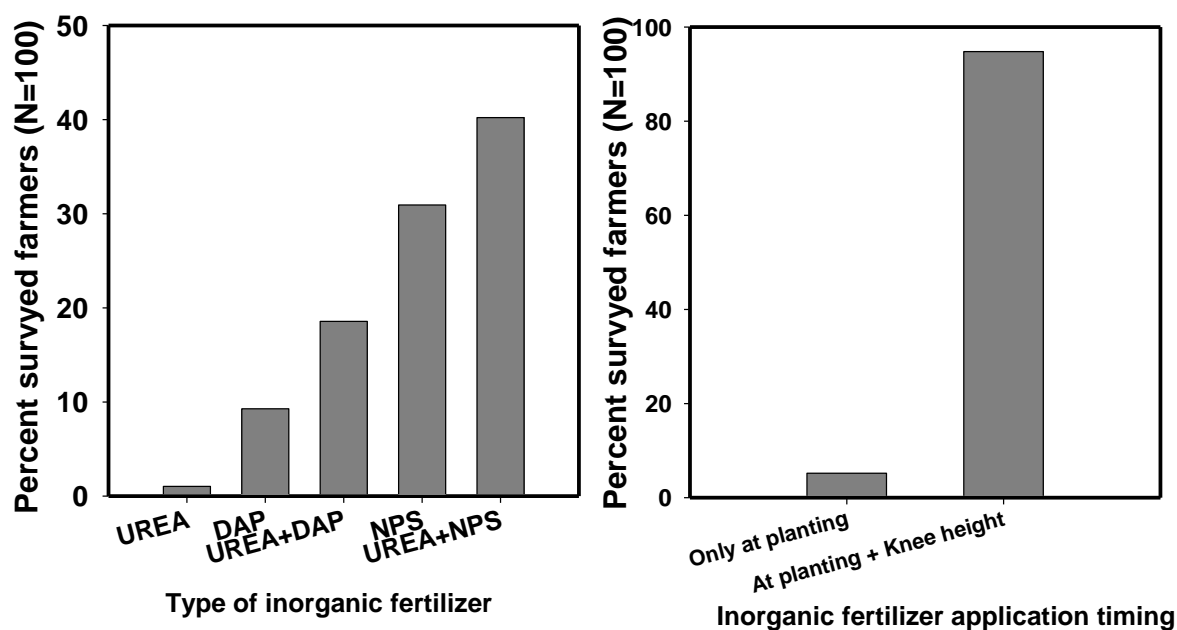 Percent survyed farmers (N=100)
50
40
30
20
10
0
UREA
DAP
UREA+DAP
NPS
UREA+NPS
Type of inorganic fertilizer
Percent survyed farmers (N=100)
100
80
60
40
20
0
Only at planting
At planting + Knee height
Inorganic fertilizer application timing